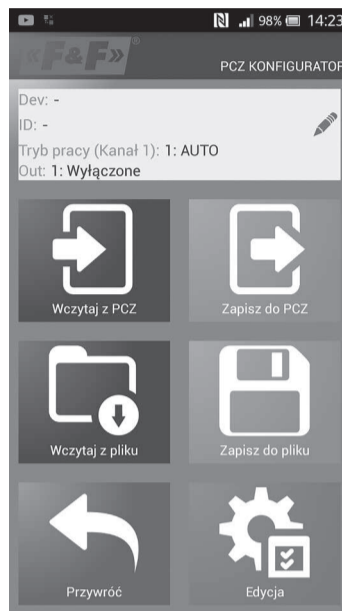 98% 14:23
«F&F»®
PCZ KONFIGURATOR
Dev: -
ID: -
Tryb pracy (Kanał 1): 1: AUTO
Out: 1: Wyłączone
Wczytaj z PCZ
Zapisz do PCZ
Wczytaj z pliku
Zapisz do pliku
Przywróć
Edycja